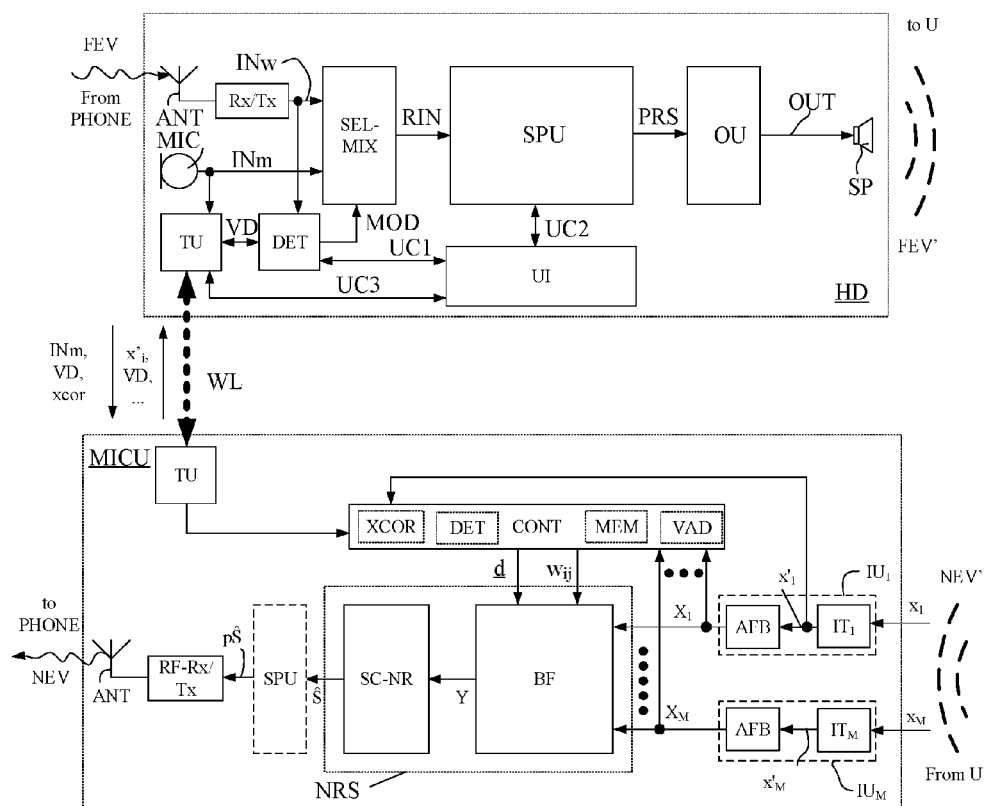 FEV
From
PHONE
ANT
Rx/Tx
INw
MIC
INm
SEL-
MIX
RIN
SPU
PRS
OU
OUT
SP
to U
FEV'
TU
VD
DET
MOD
UC1
UC2
UC3
UI
HD
INm,
VD,
xcor
x'i,
VD,
...
WL
MICU
TU
XCOR
DET
CONT
MEM
VAD
d
wij
to
PHONE
NEV
ANT
RF-Rx/
Tx
pŜ
SPU
Ŝ
SC-NR
Y
BF
NRS
X1
AFB
x'1
IT1
IU1
x1
NEV'
XM
AFB
x'M
ITM
IUM
xM
From U